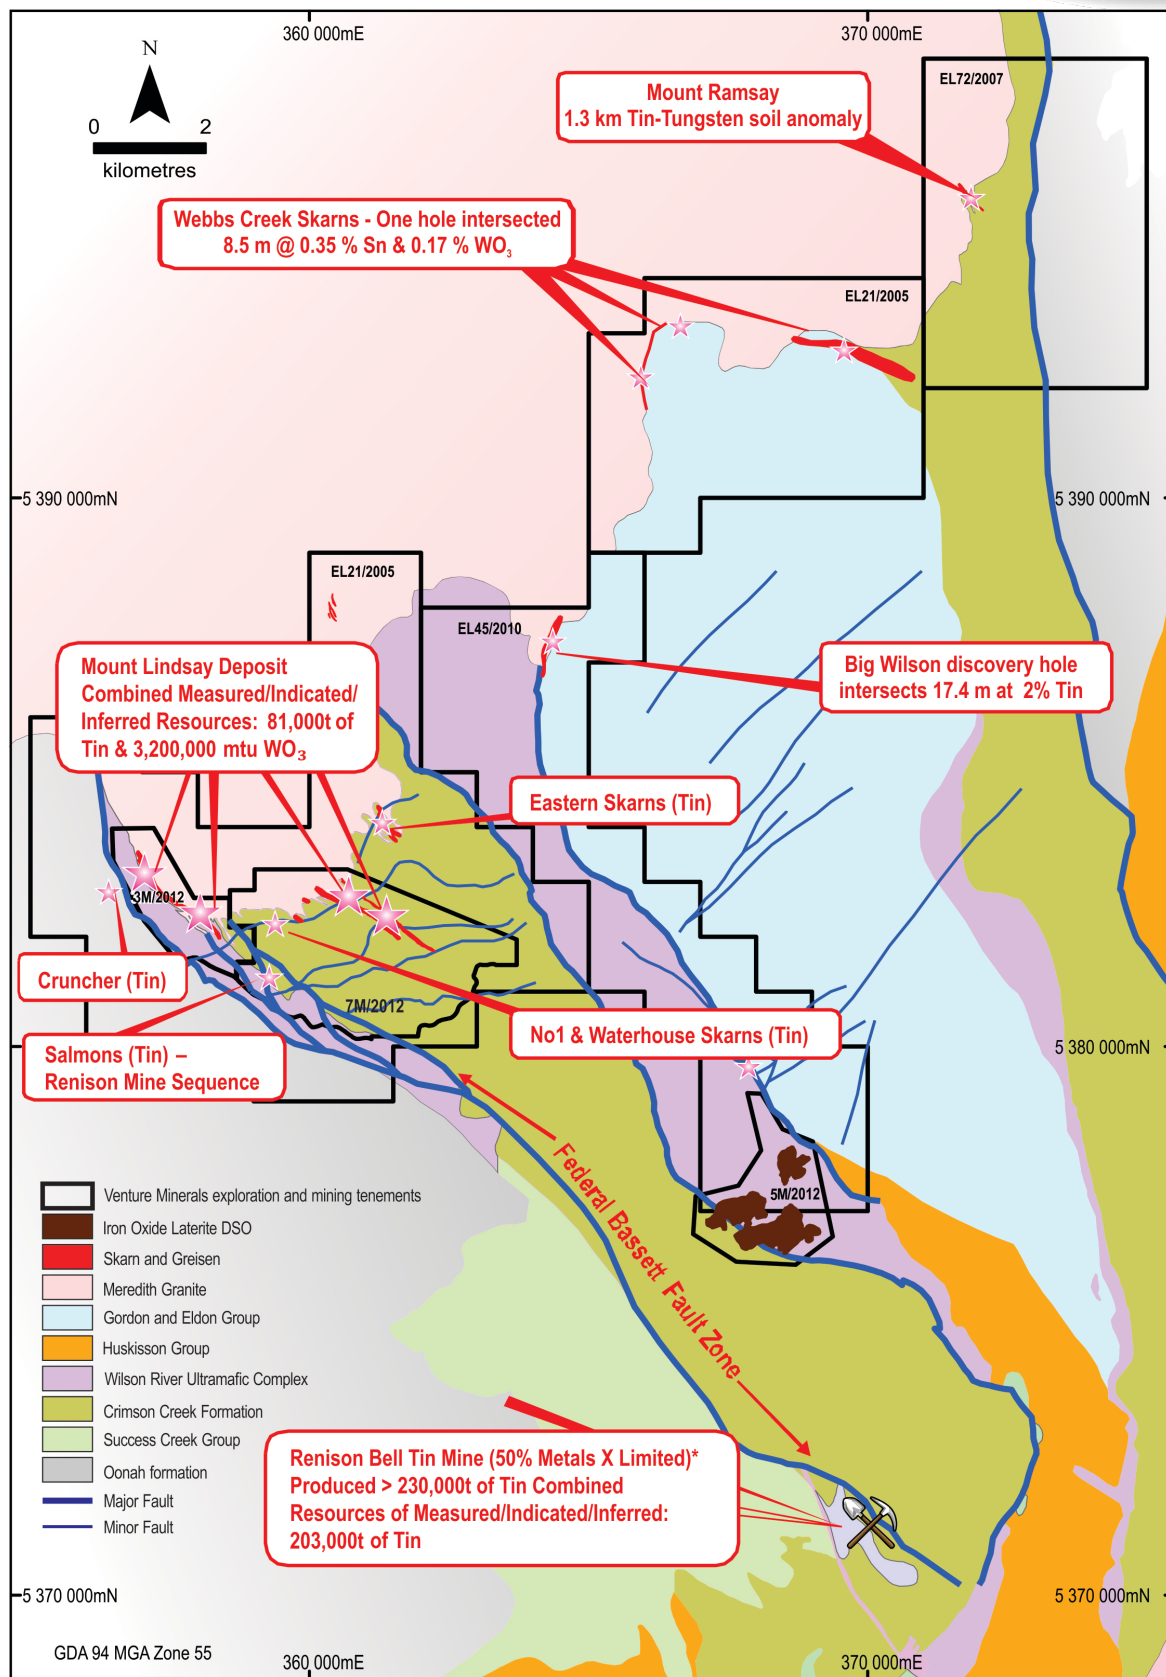 360 000mE
370 000mE
N
0 2
kilometres
EL72/2007
Mount Ramsay
1.3 km Tin-Tungsten soil anomaly
Webbs Creek Skarns - One hole intersected
8.5 m @ 0.35 % Sn & 0.17 % WO₃
EL21/2005
5 390 000mN
5 390 000mN
EL21/2005
EL45/2010
Mount Lindsay Deposit
Combined Measured/Indicated/
Inferred Resources: 81,000t of
Tin & 3,200,000 mtu WO₃
Big Wilson discovery hole
intersects 17.4 m at 2% Tin
Eastern Skarns (Tin)
3M/2012
Cruncher (Tin)
7M/2012
No1 & Waterhouse Skarns (Tin)
Salmons (Tin) –
Renison Mine Sequence
5 380 000mN
Federal Bassett Fault Zone
5M/2012
Venture Minerals exploration and mining tenements
Iron Oxide Laterite DSO
Skarn and Greisen
Meredith Granite
Gordon and Eldon Group
Huskisson Group
Wilson River Ultramafic Complex
Crimson Creek Formation
Success Creek Group
Oonah formation
Major Fault
Minor Fault
Renison Bell Tin Mine (50% Metals X Limited)*
Produced > 230,000t of Tin Combined
Resources of Measured/Indicated/Inferred:
203,000t of Tin
5 370 000mN
5 370 000mN
GDA 94 MGA Zone 55
360 000mE
370 000mE